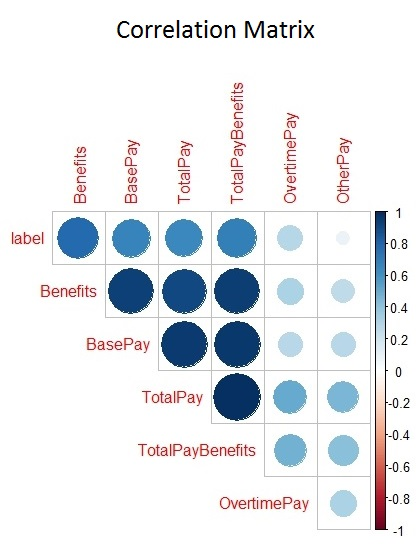 Correlation Matrix
Benefits
BasePay
TotalPay
TotalPayBenefits
OvertimePay
OtherPay
label
Benefits
BasePay
TotalPay
TotalPayBenefits
OvertimePay
1
0.8
0.6
0.4
0.2
0
-0.2
-0.4
-0.6
-0.8
-1